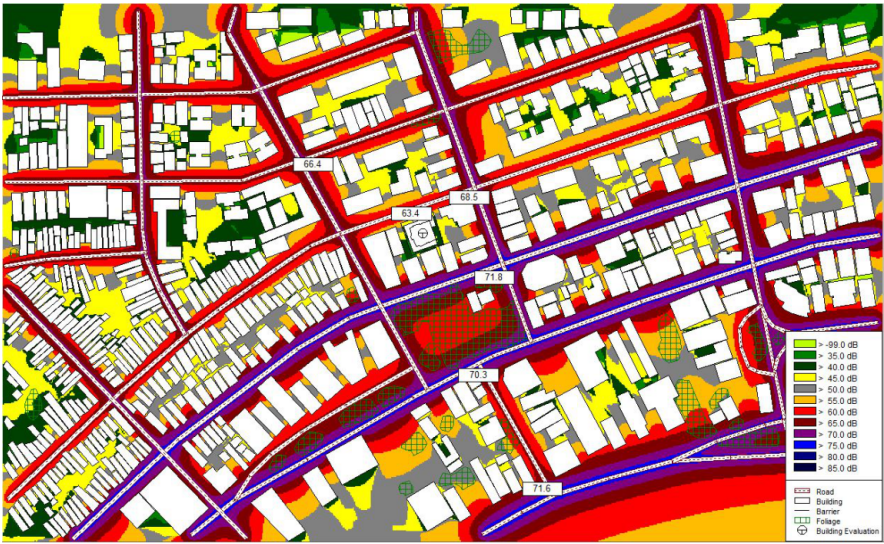 66.4
68.5
63.4
71.8
70.3
71.6
> -99.0 dB
> 35.0 dB
> 40.0 dB
> 45.0 dB
> 50.0 dB
> 55.0 dB
> 60.0 dB
> 65.0 dB
> 70.0 dB
> 75.0 dB
> 80.0 dB
> 85.0 dB
Road
Building
Barrier
Foliage
Building Evaluation